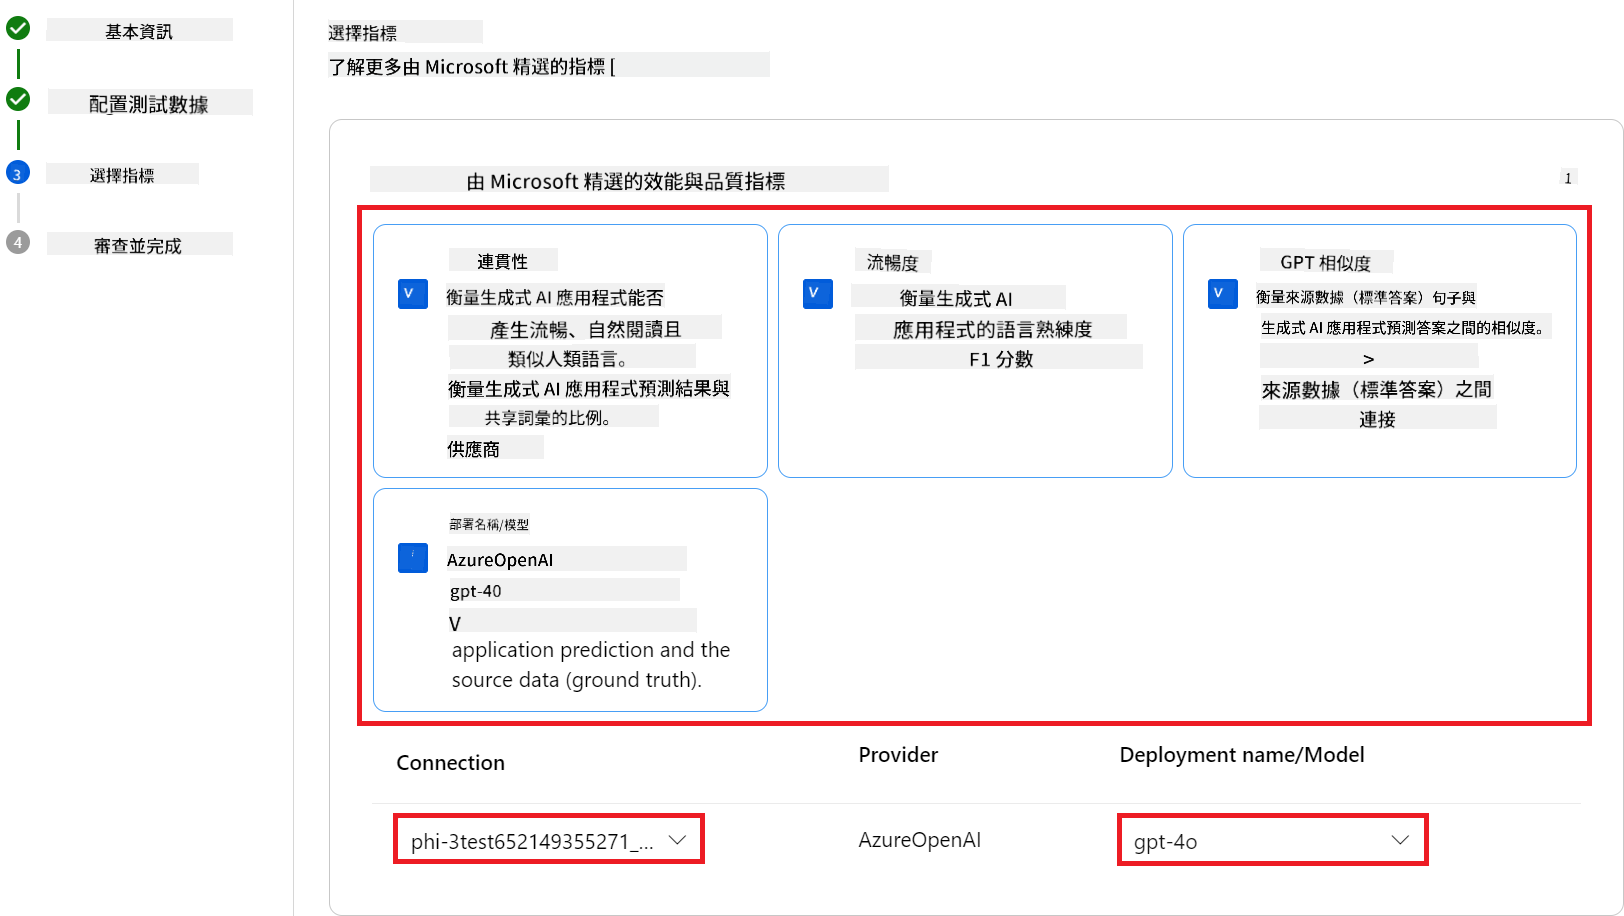 基本資訊
配置測試數據
3
選擇指標
4
審查並完成
選擇指標
了解更多由 Microsoft 精選的指標 [
由 Microsoft 精選的效能與品質指標
1
連貫性
V
衡量生成式 AI 應用程式能否
產生流暢、自然閱讀且
類似人類語言。
衡量生成式 AI 應用程式預測結果與
共享詞彙的比例。
供應商
流暢度
V
衡量生成式 AI
應用程式的語言熟練度
F1 分數
GPT 相似度
V
衡量來源數據（標準答案）句子與
生成式 AI 應用程式預測答案之間的相似度。
>
來源數據（標準答案）之間
連接
部署名稱/模型
i
AzureOpenAI
gpt-40
V
application prediction and the
source data (ground truth).
Connection
Provider
Deployment name/Model
phi-3test652149355271_...
AzureOpenAI
gpt-4o